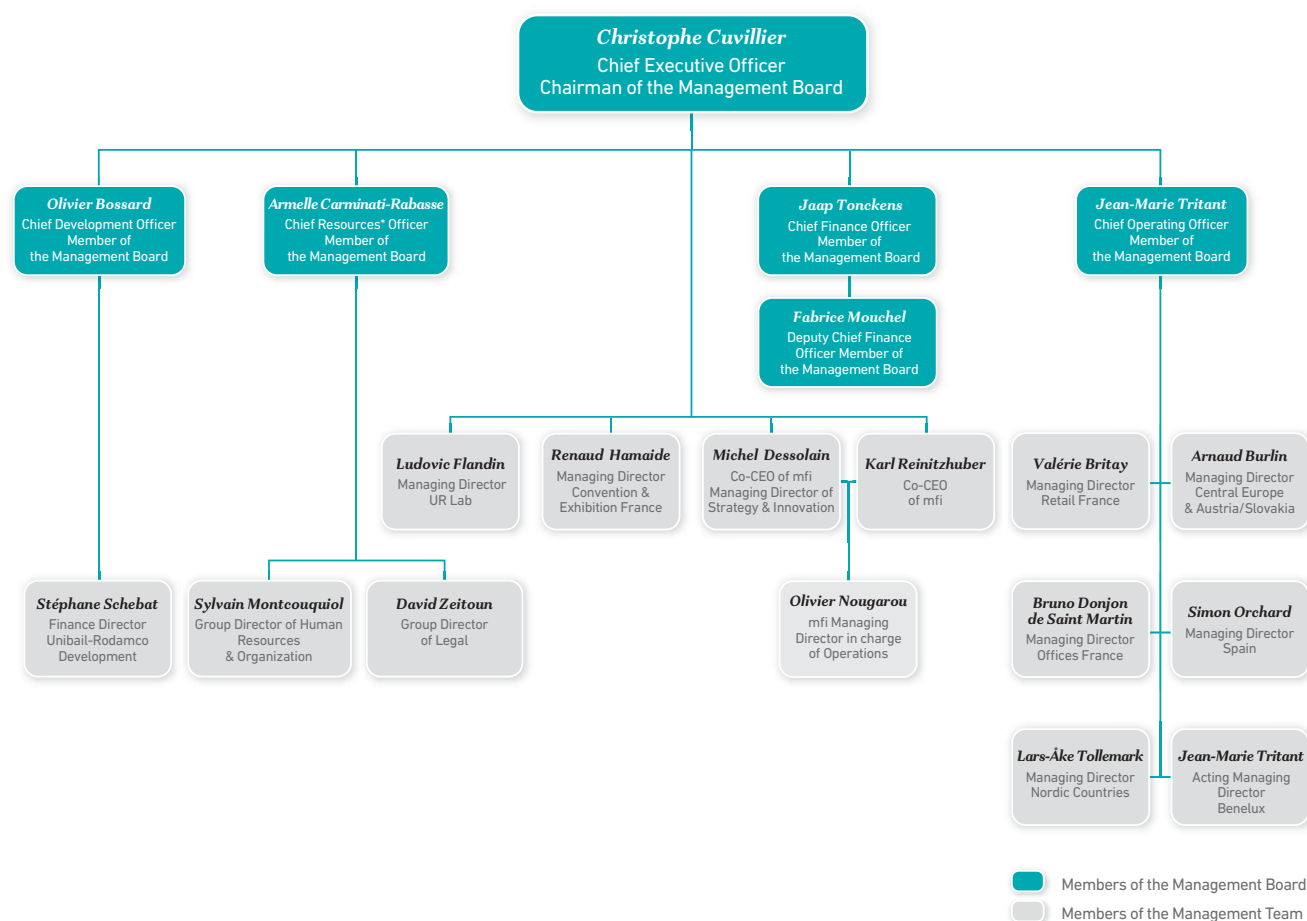 Christophe Cuvillier
Chief Executive Officer
Chairman of the Management Board
Olivier Bossard
Chief Development Officer
Member of
the Management Board
Armelle Carminati-Rabasse
Chief Resources* Officer
Member of
the Management Board
Jaap Tonckens
Chief Finance Officer
Member of
the Management Board
Jean-Marie Tritant
Chief Operating Officer
Member of
the Management Board
Fabrice Mouchel
Deputy Chief Finance
Officer Member of
the Management Board
Ludovic Flandin
Managing Director
UR Lab
Renaud Hamaide
Managing Director
Convention &
Exhibition France
Michel Dessolain
Co-CEO of mfi
Managing Director of
Strategy & Innovation
Karl Reinitzhuber
Co-CEO
of mfi
Valérie Britay
Managing Director
Retail France
Arnaud Burlin
Managing Director
Central Europe
& Austria/Slovakia
Stéphane Schebat
Finance Director
Unibail-Rodamco
Development
Sylvain Montcouquiol
Group Director of Human
Resources
& Organization
David Zeitoun
Group Director
of Legal
Olivier Nougarou
mfi Managing
Director in charge
of Operations
Bruno Donjon
de Saint Martin
Managing Director
Offices France
Simon Orchard
Managing Director
Spain
Lars-Åke Tollemark
Managing Director
Nordic Countries
Jean-Marie Tritant
Acting Managing
Director
Benelux
Members of the Management Board
Members of the Management Team